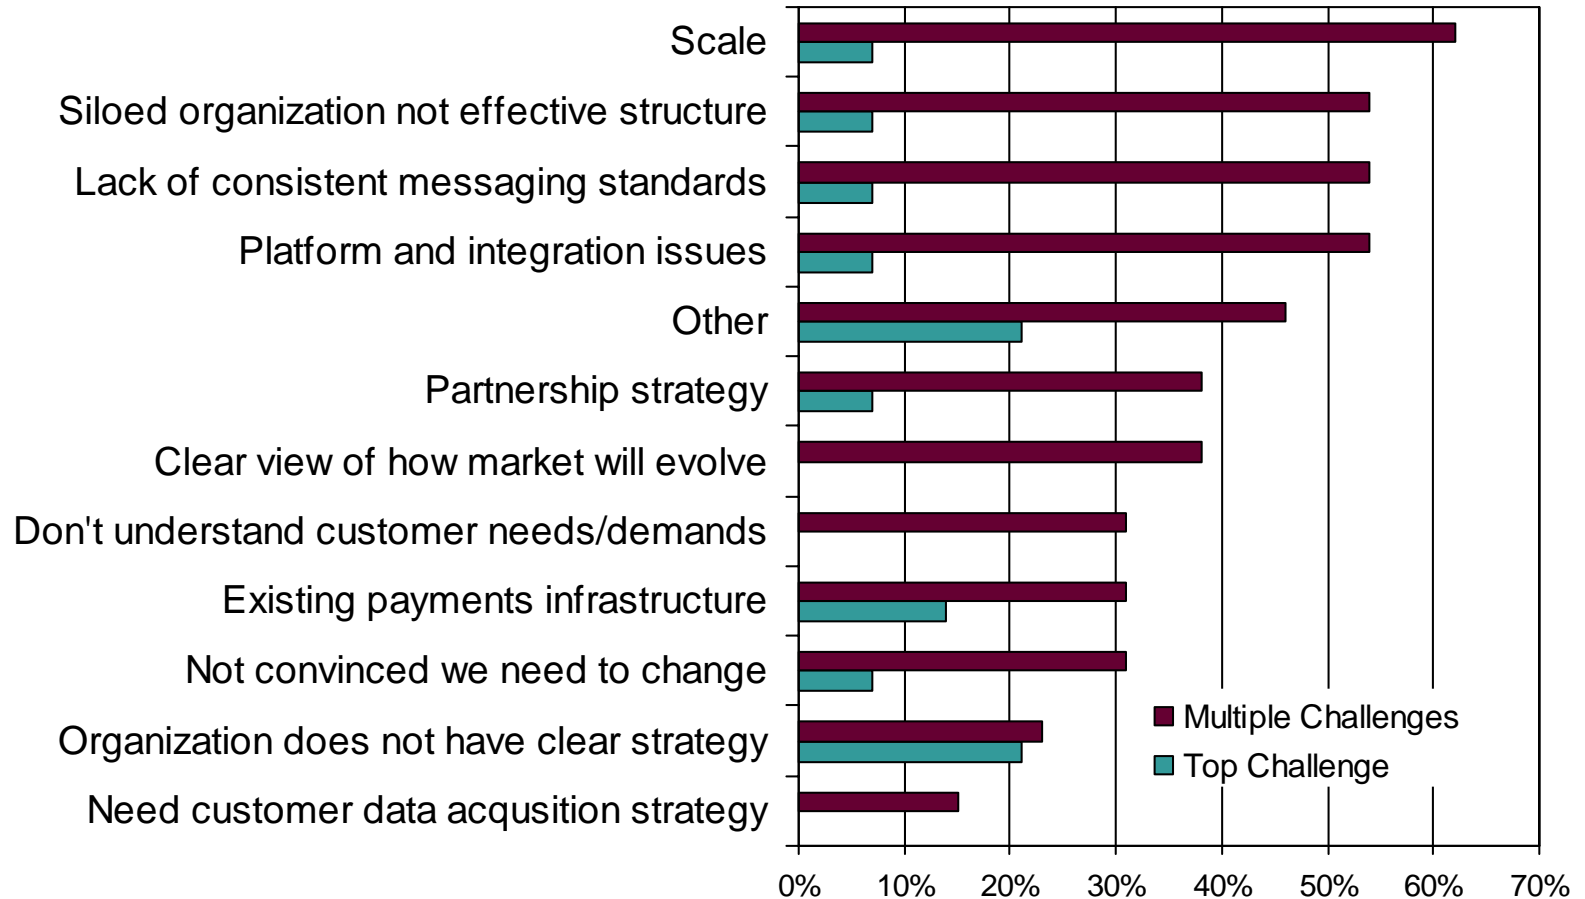 Scale
Siloed organization not effective structure
Lack of consistent messaging standards
Platform and integration issues
Other
Partnership strategy
Clear view of how market will evolve
Don't understand customer needs/demands
Existing payments infrastructure
Not convinced we need to change
Organization does not have clear strategy
Need customer data acqusition strategy
Multiple Challenges
Top Challenge
0% 10% 20% 30% 40% 50% 60% 70%